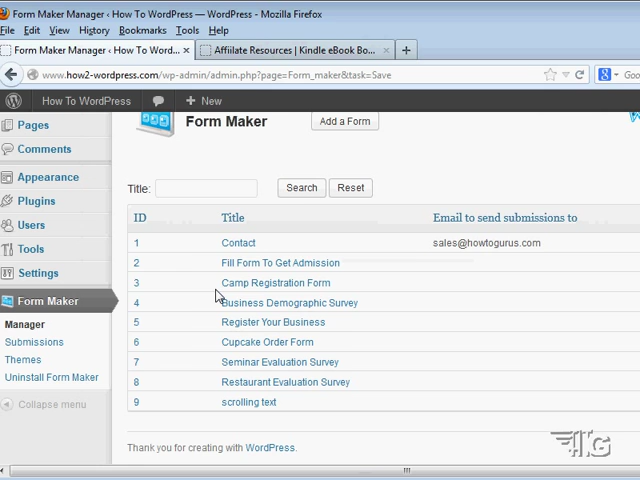 Form Maker Manager ‹ How To WordPress — WordPress - Mozilla Firefox
File Edit View History Bookmarks Tools Help
Form Maker Manager ‹ How To Word... × Affiliate Resources | Kindle eBook Bo... × +
www.how2-wordpress.com/wp-admin/admin.php?page=Form_maker&task=Save
How To WordPress + New
Pages
Comments
Appearance
Plugins
Users
Tools
Settings
Form Maker
Manager
Submissions
Themes
Uninstall Form Maker
Collapse menu
Form Maker Add a Form
Title: Search Reset
ID Title Email to send submissions to
1 Contact sales@howtogurus.com
2 Fill Form To Get Admission
3 Camp Registration Form
4 Business Demographic Survey
5 Register Your Business
6 Cupcake Order Form
7 Seminar Evaluation Survey
8 Restaurant Evaluation Survey
9 scrolling text
Thank you for creating with WordPress.